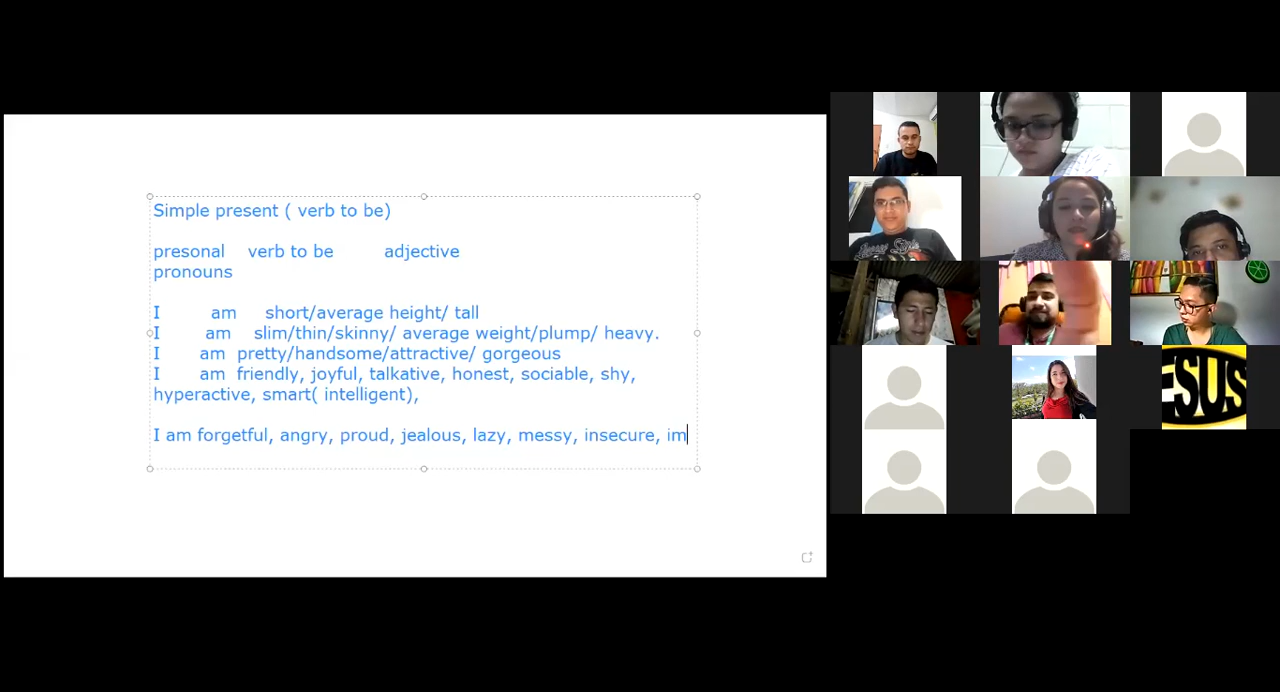 Simple present ( verb to be)
presonal verb to be adjective
pronouns
I am short/average height/ tall
I am slim/thin/skinny/ average weight/plump/ heavy.
I am pretty/handsome/attractive/ gorgeous
I am friendly, joyful, talkative, honest, sociable, shy,
hyperactive, smart( intelligent),
I am forgetful, angry, proud, jealous, lazy, messy, insecure, im
ESUS